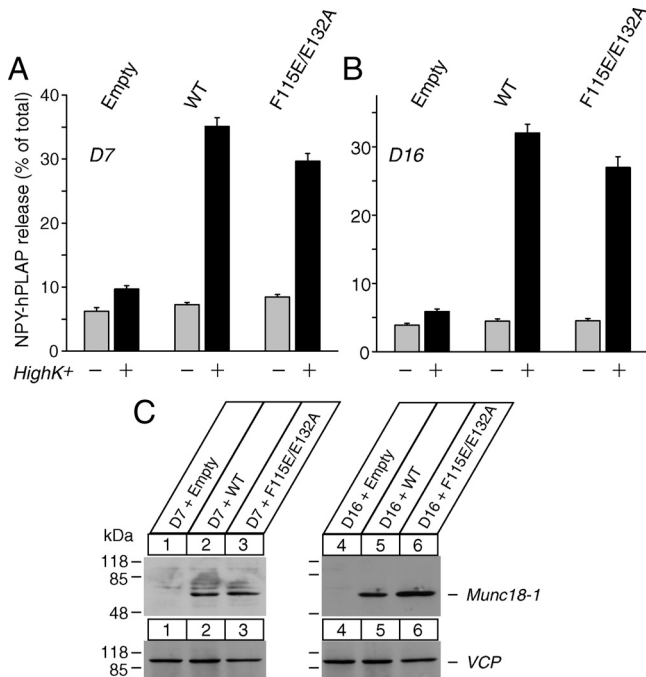 A
Empty
WT
F115E/E132A
B
Empty
WT
F115E/E132A
NPY-hPLAP release (% of total)
40
30
20
10
0
D7
30
20
10
0
D16
HighK+ − + − + − +
− + − + − +
C
D7 + Empty
D7 + WT
D7 + F115E/E132A
D16 + Empty
D16 + WT
D16 + F115E/E132A
kDa
1 2 3 4 5 6
118
85
48
Munc18-1
1 2 3 4 5 6
118
85
VCP